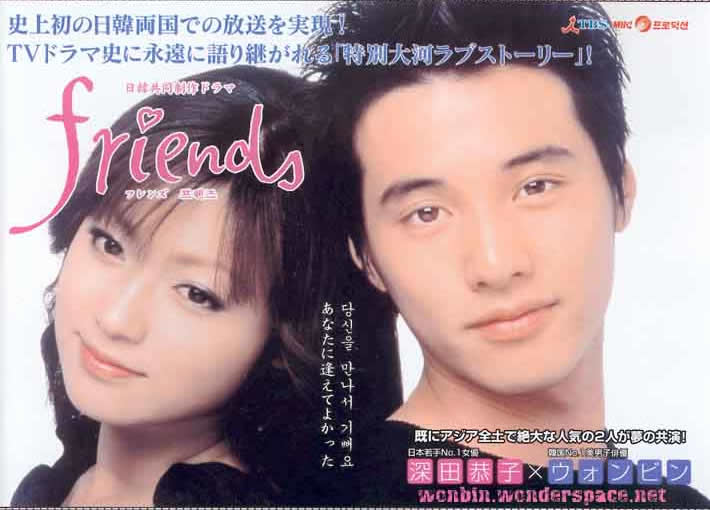 史上初の日韓両国での放送を実現!
TVドラマ史に永遠に語り継がれる「特別大河ラブストーリー」!
TBS MBC 프로덕션
日韓共同制作ドラマ
friends
フレンズ 프렌즈
당신을 만나서 기뻐요
あなたに逢えてよかった
既にアジア全土で絶大な人気の2人が夢の共演!
日本若手No.1女優
韓国No.1美男子俳優
深田恭子×ウォンビン
wonbin.wonderspace.net